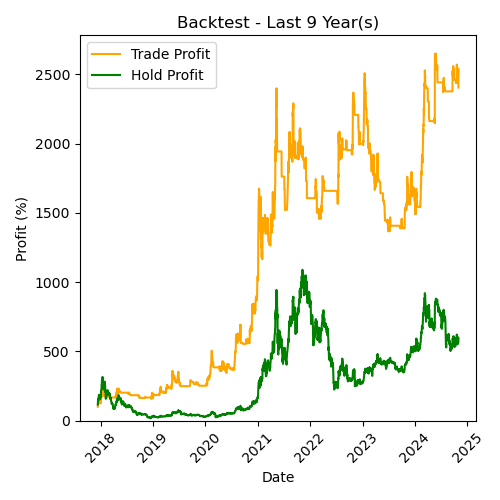 Backtest - Last 9 Year(s)
Trade Profit
Hold Profit
Profit (%)
2500
2000
1500
1000
500
0
2018 2019 2020 2021 2022 2023 2024 2025
Date